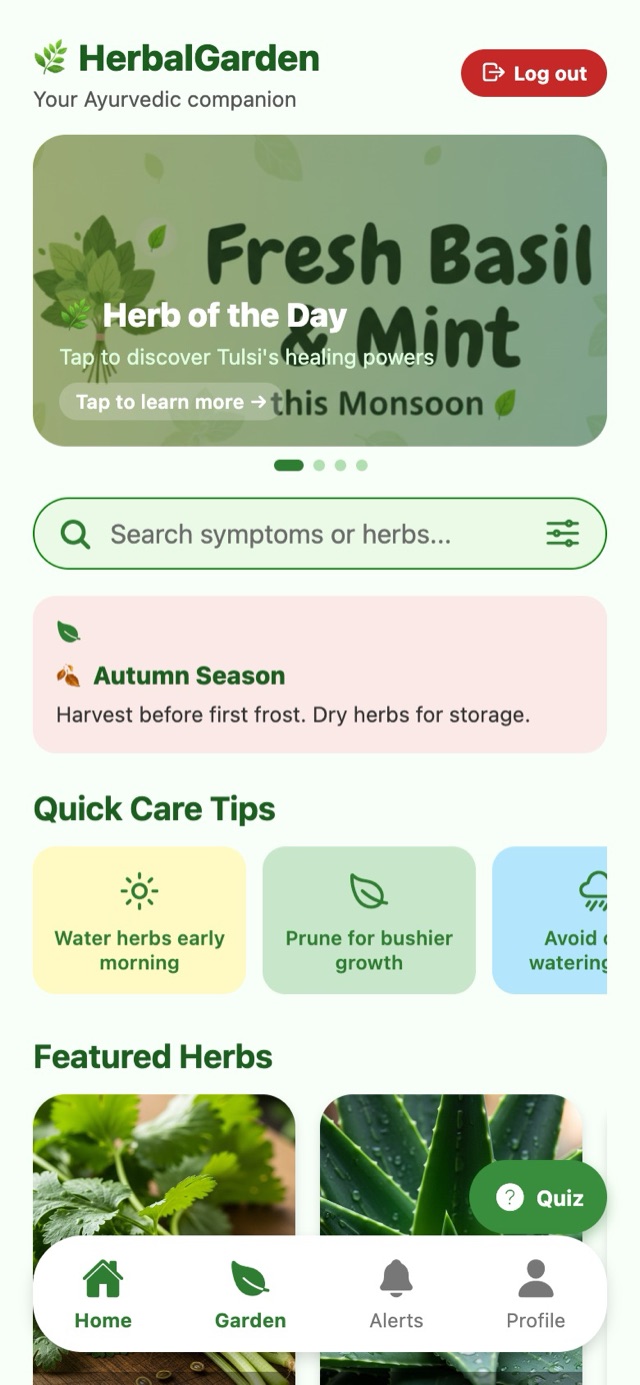 HerbalGarden
Your Ayurvedic companion
Log out
Fresh Basil
& Mint
this Monsoon
Herb of the Day
Tap to discover Tulsi's healing powers
Tap to learn more →
Search symptoms or herbs...
Autumn Season
Harvest before first frost. Dry herbs for storage.
Quick Care Tips
Water herbs early
morning
Prune for bushier
growth
Avoid
watering
Featured Herbs
? Quiz
Home
Garden
Alerts
Profile